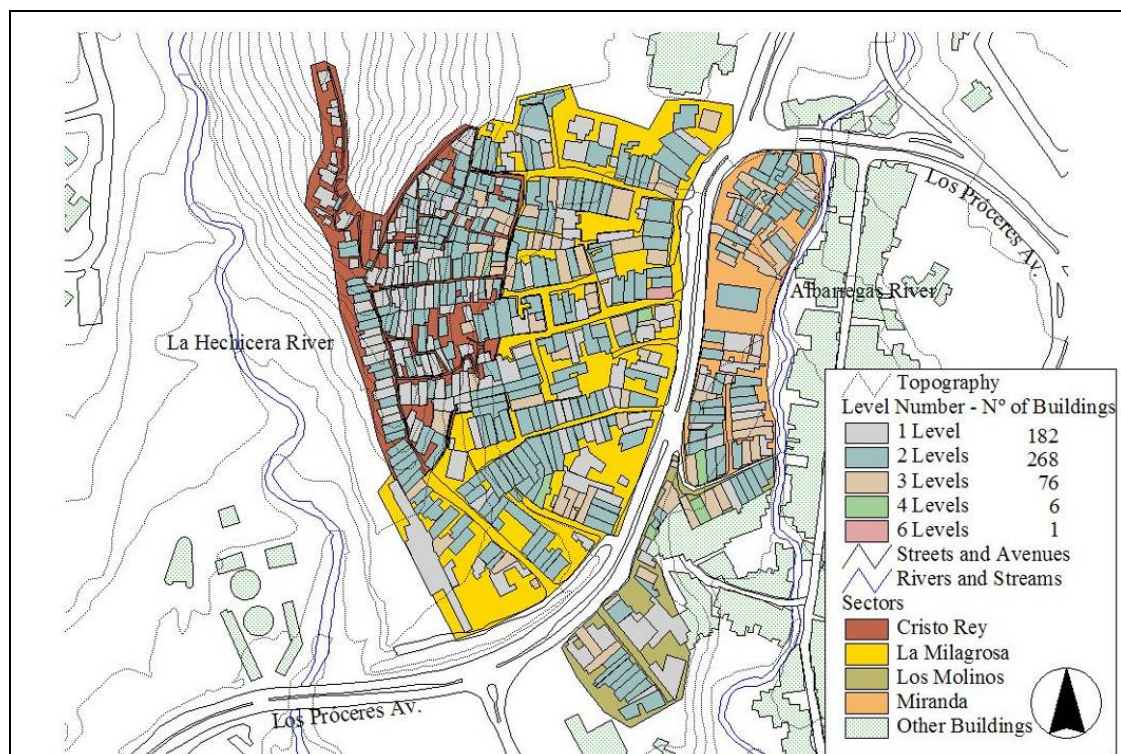 Los Próceres Av.
Albarregas River
La Hechicera River
Los Próceres Av.
Topography
Level Number - Nº of Buildings
1 Level 182
2 Levels 268
3 Levels 76
4 Levels 6
6 Levels 1
Streets and Avenues
Rivers and Streams
Sectors
Cristo Rey
La Milagrosa
Los Molinos
Miranda
Other Buildings